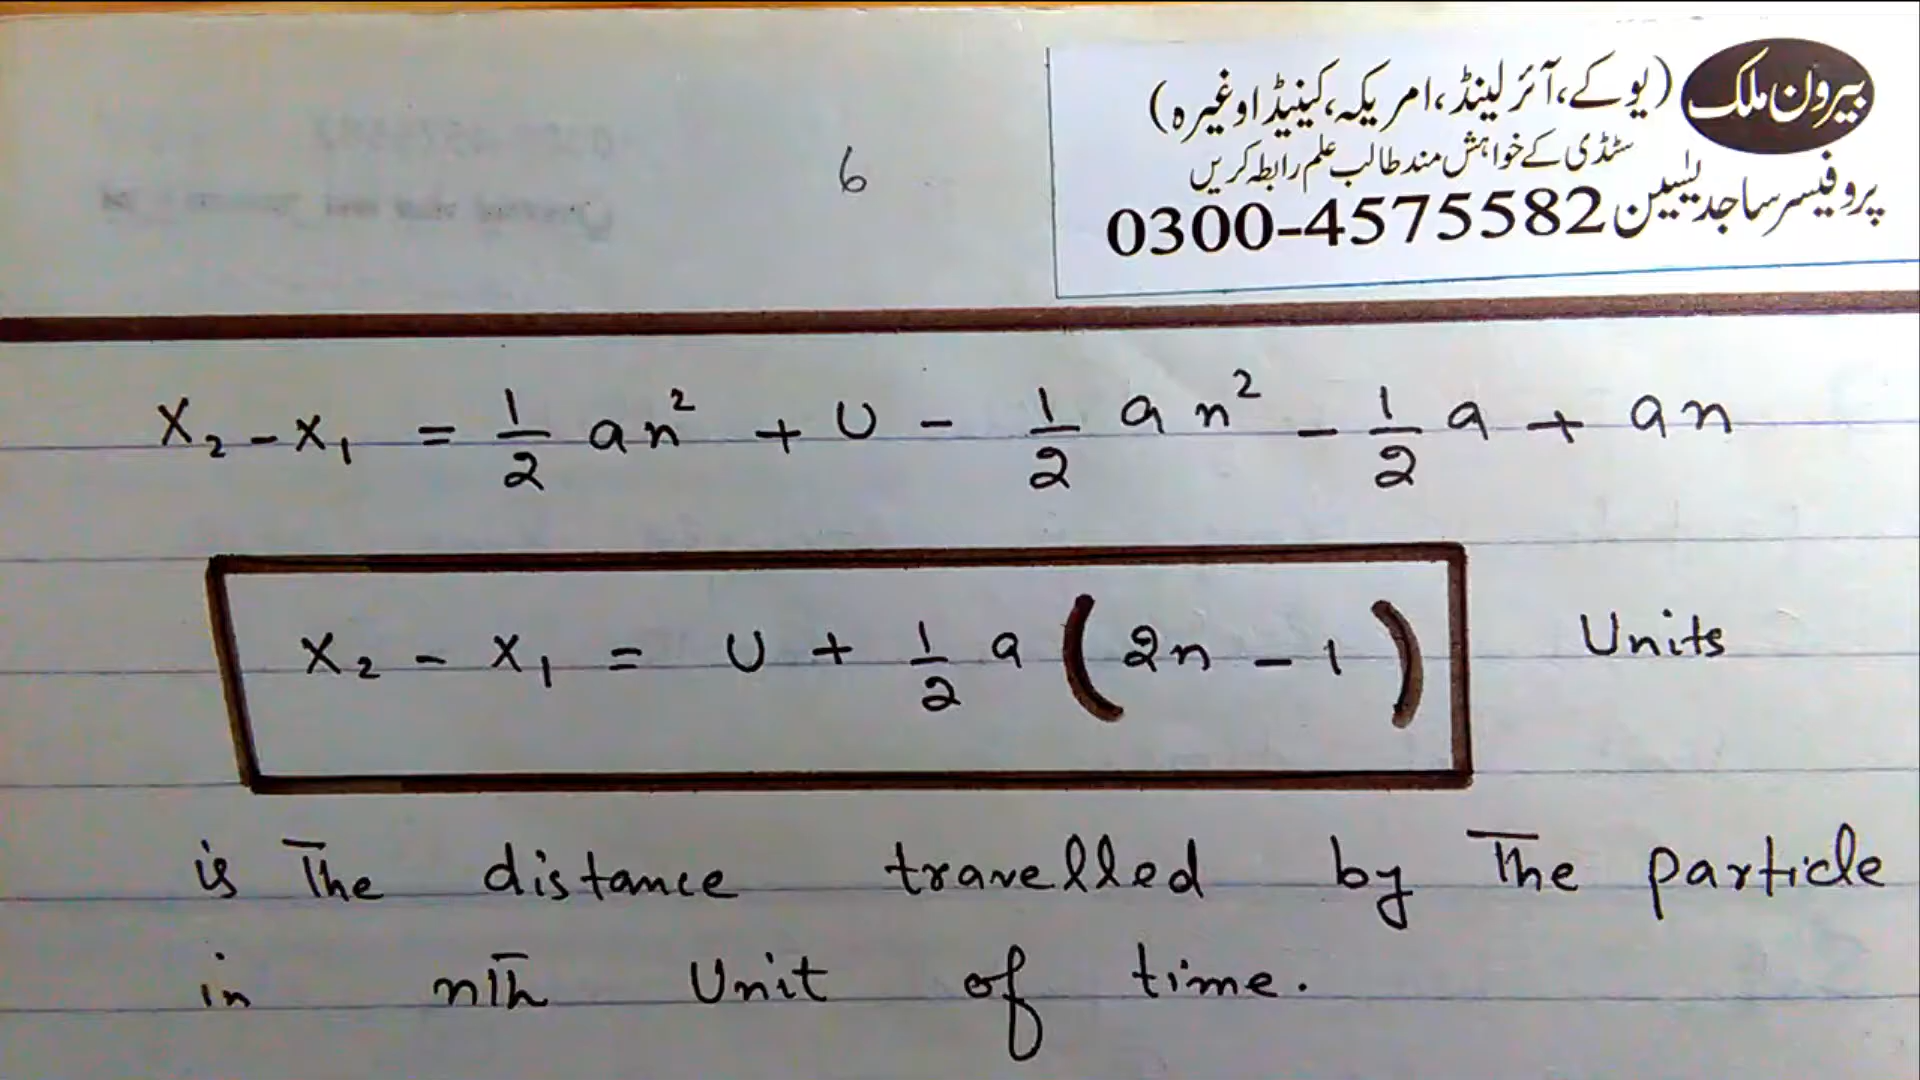 بیرون ملک (یوکے، آئرلینڈ، امریکہ، کینیڈا وغیرہ)
سٹڈی کے خواہش مند طالب علم رابطہ کریں
پروفیسر ساجد یٰسین 0300-4575582
6
X₂ - X₁ = 1/2 an² + U - 1/2 an² - 1/2 a + an
X₂ - X₁ = U + 1/2 a (2n - 1) Units
is The distance travelled by The particle
in nth Unit of time.